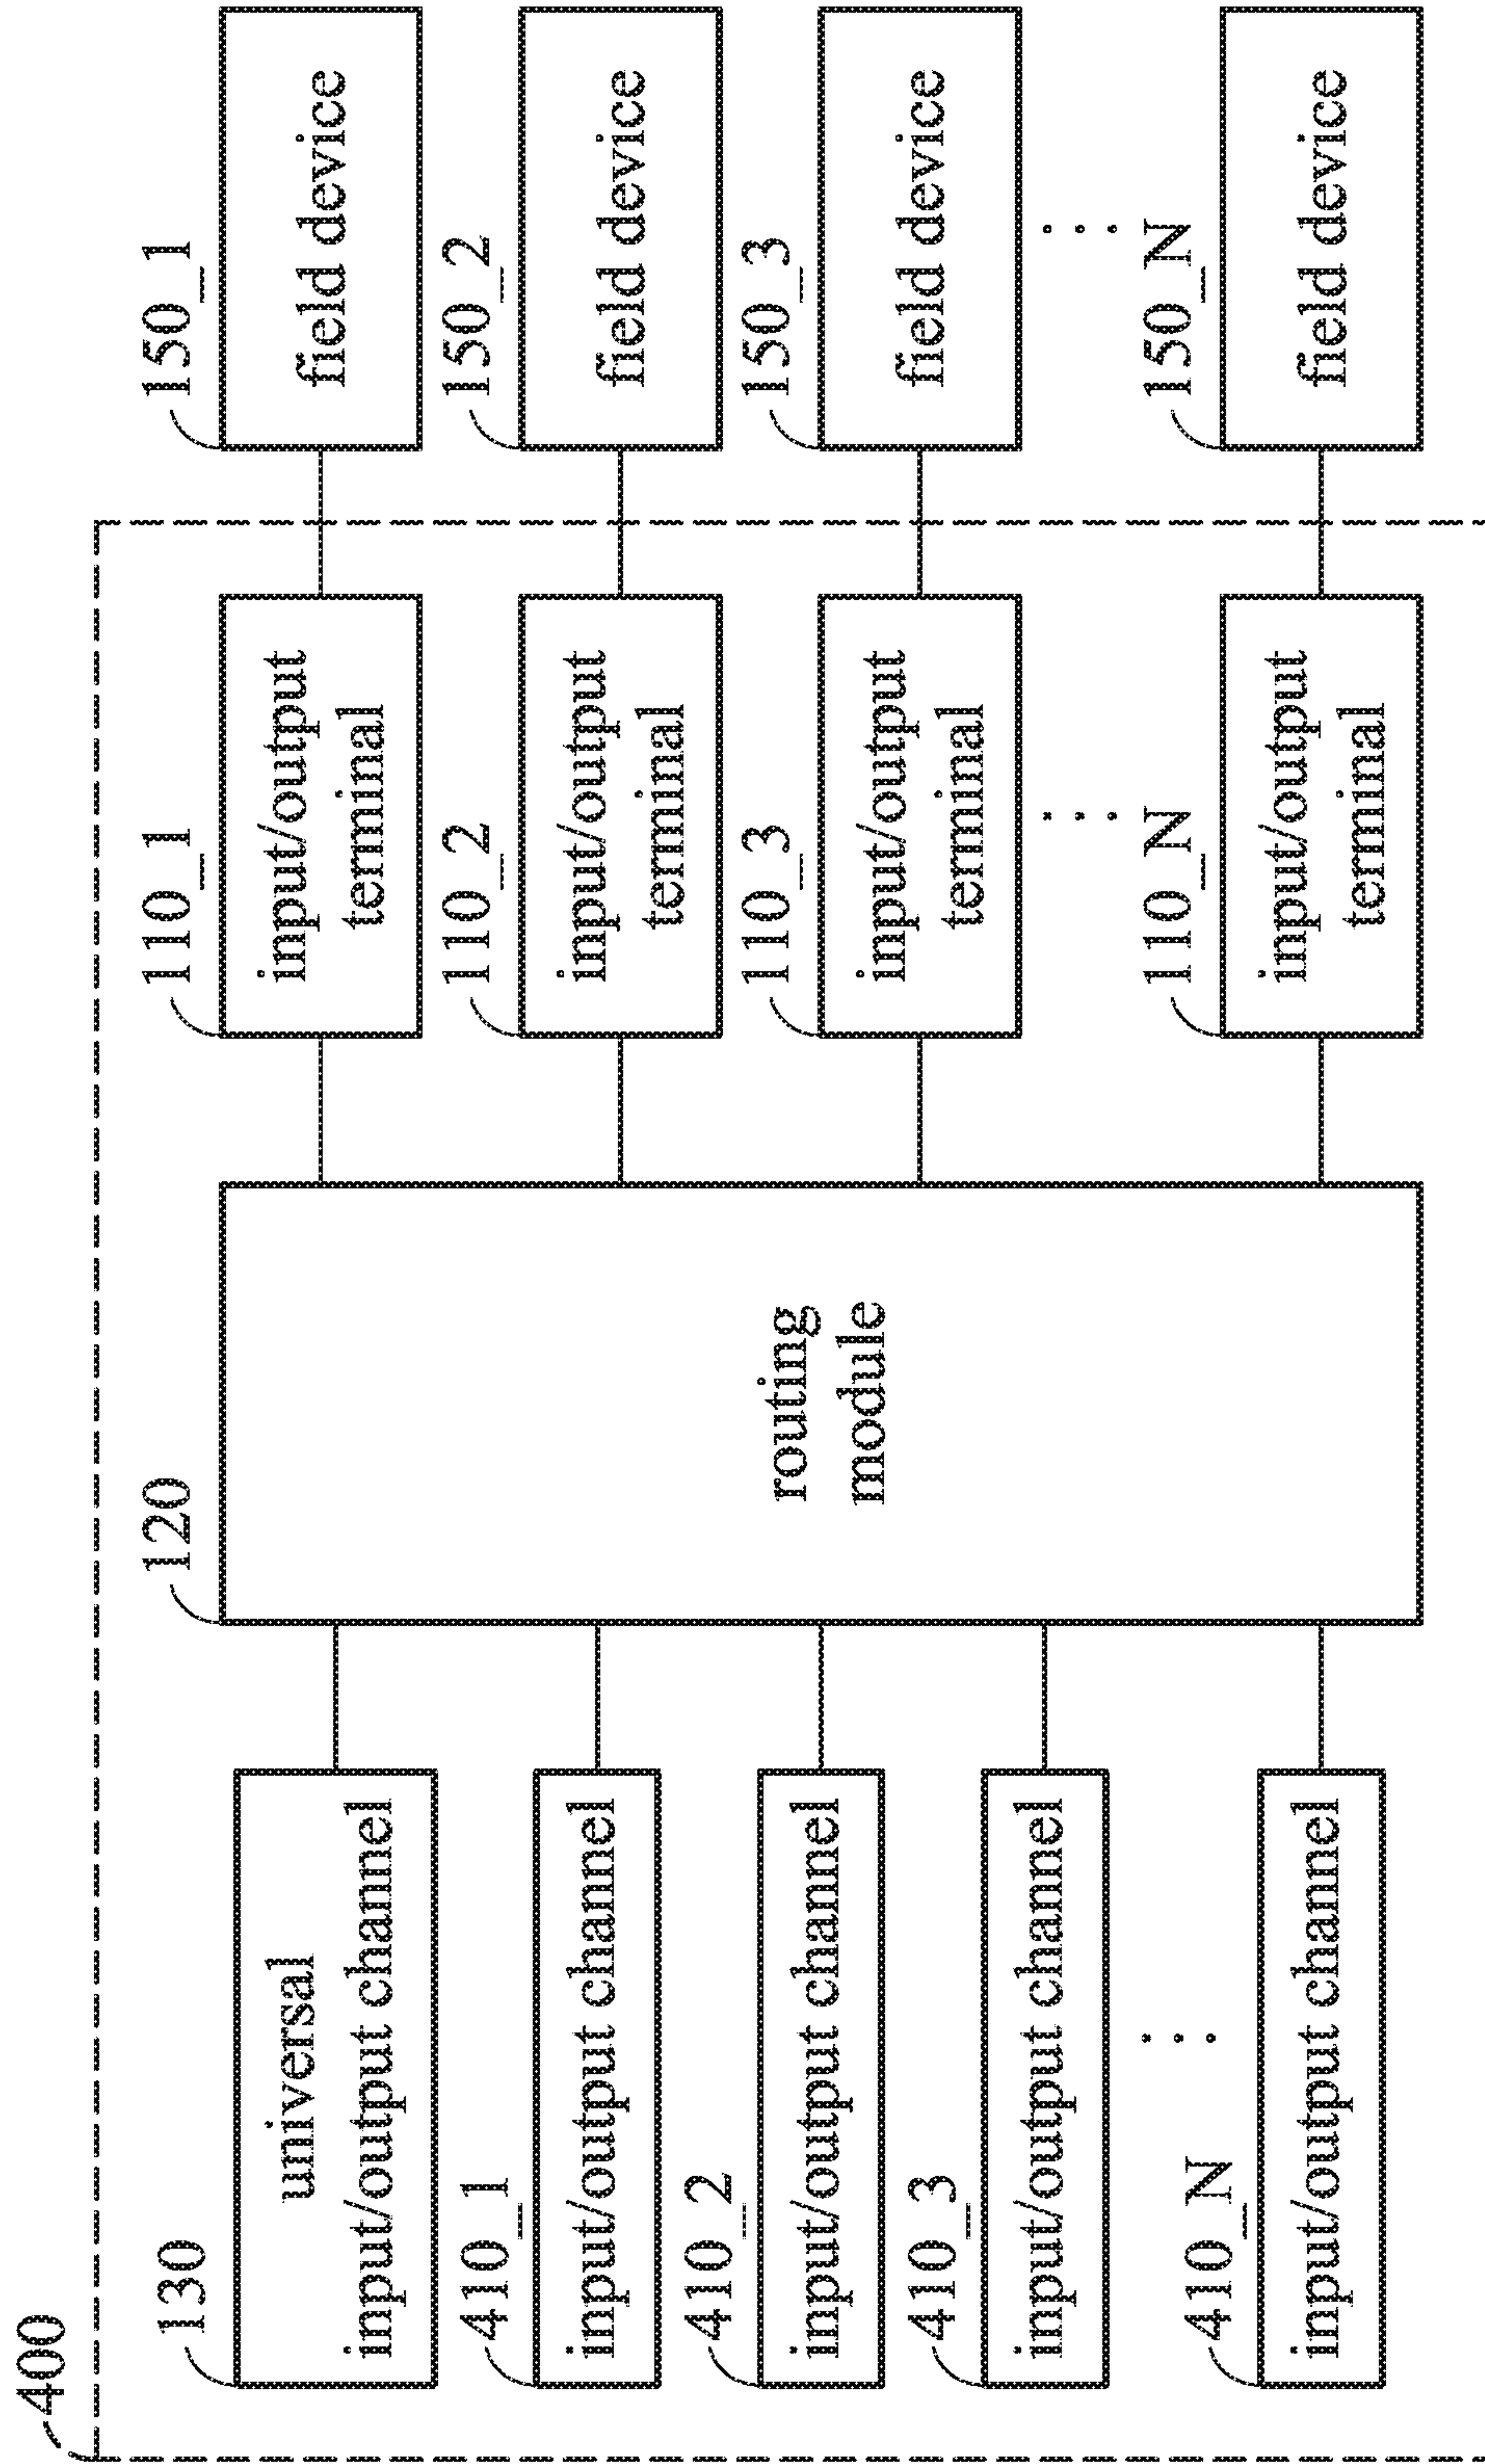 400
130
universal
input/output channel
410_1
input/output channel
410_2
input/output channel
410_3
input/output channel
410_N
input/output channel
120
routing
module
110_1
input/output
terminal
110_2
input/output
terminal
110_3
input/output
terminal
110_N
input/output
terminal
150_1
field device
150_2
field device
150_3
field device
150_N
field device